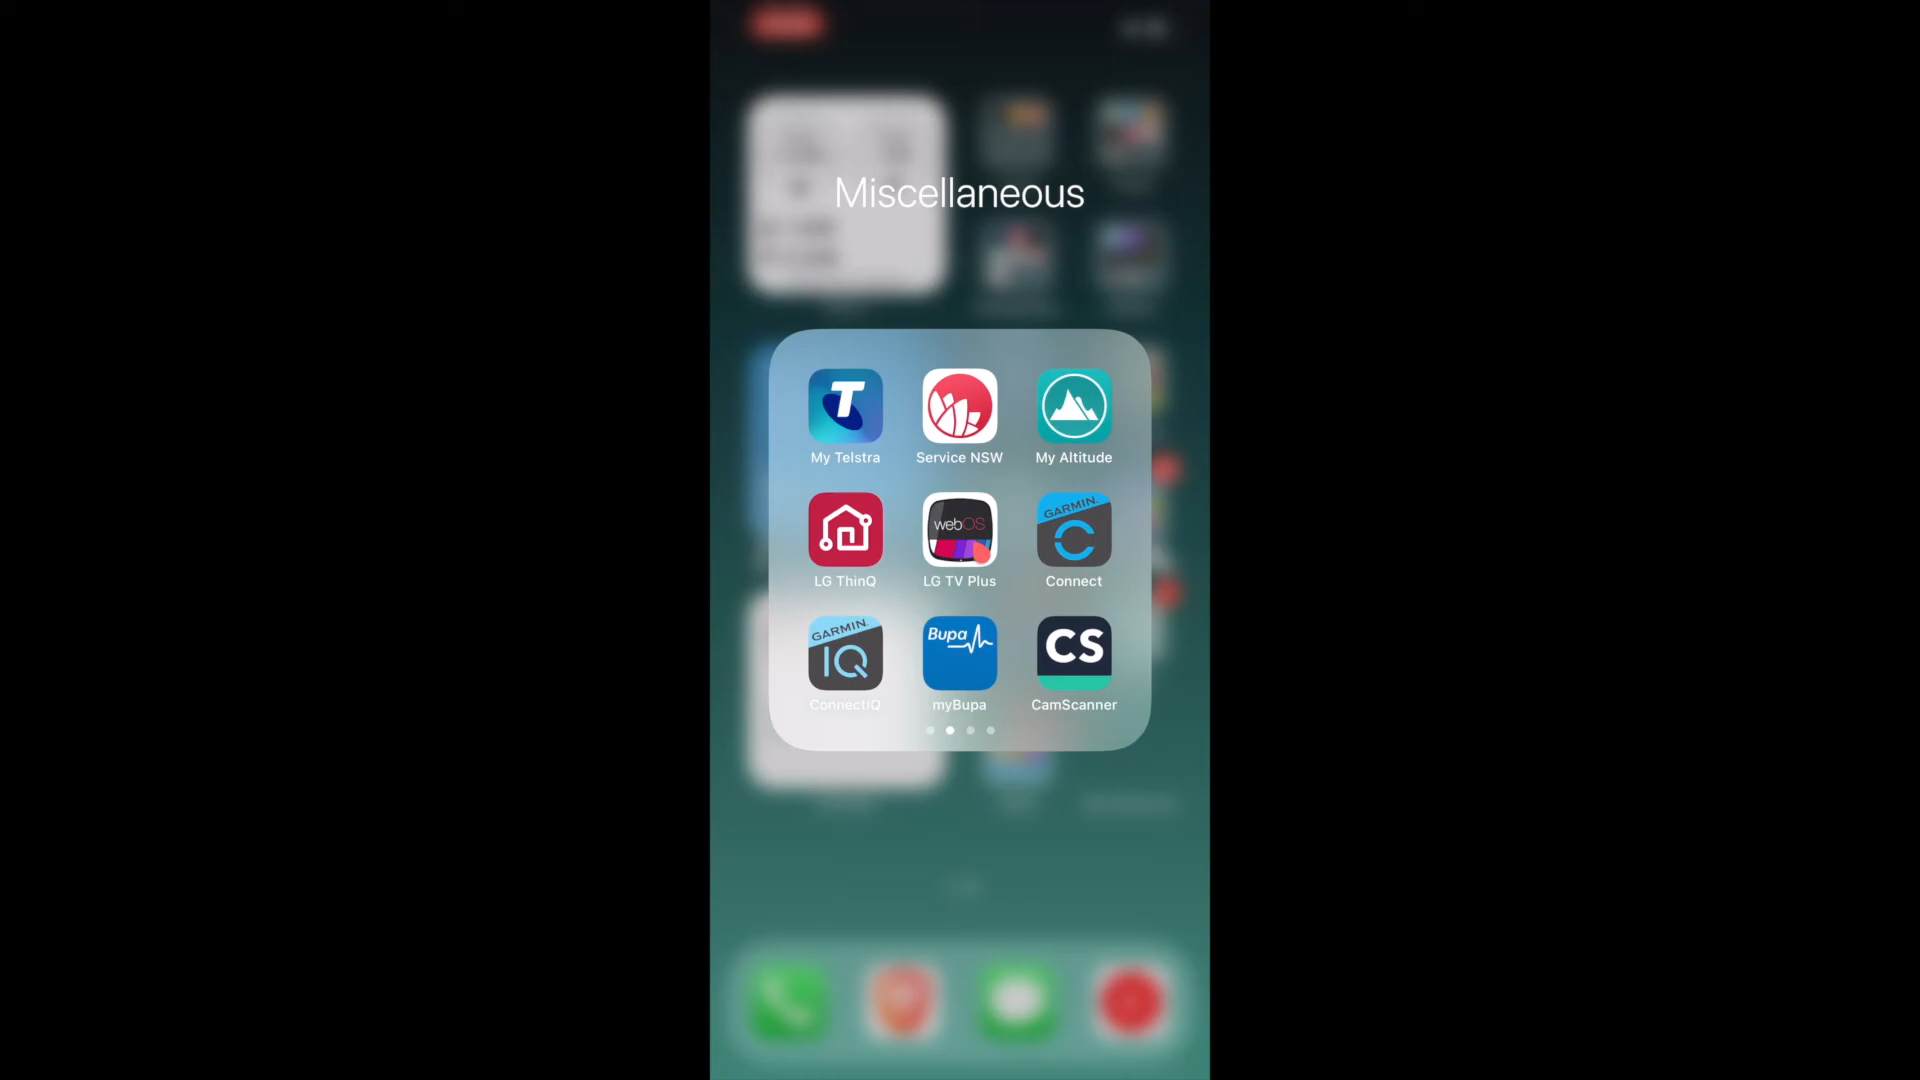 Miscellaneous
T
My Telstra
Service NSW
My Altitude
LG ThinQ
webOS
LG TV Plus
GARMIN.
Connect
GARMIN.
IQ
ConnectIQ
Bupa
myBupa
CS
CamScanner